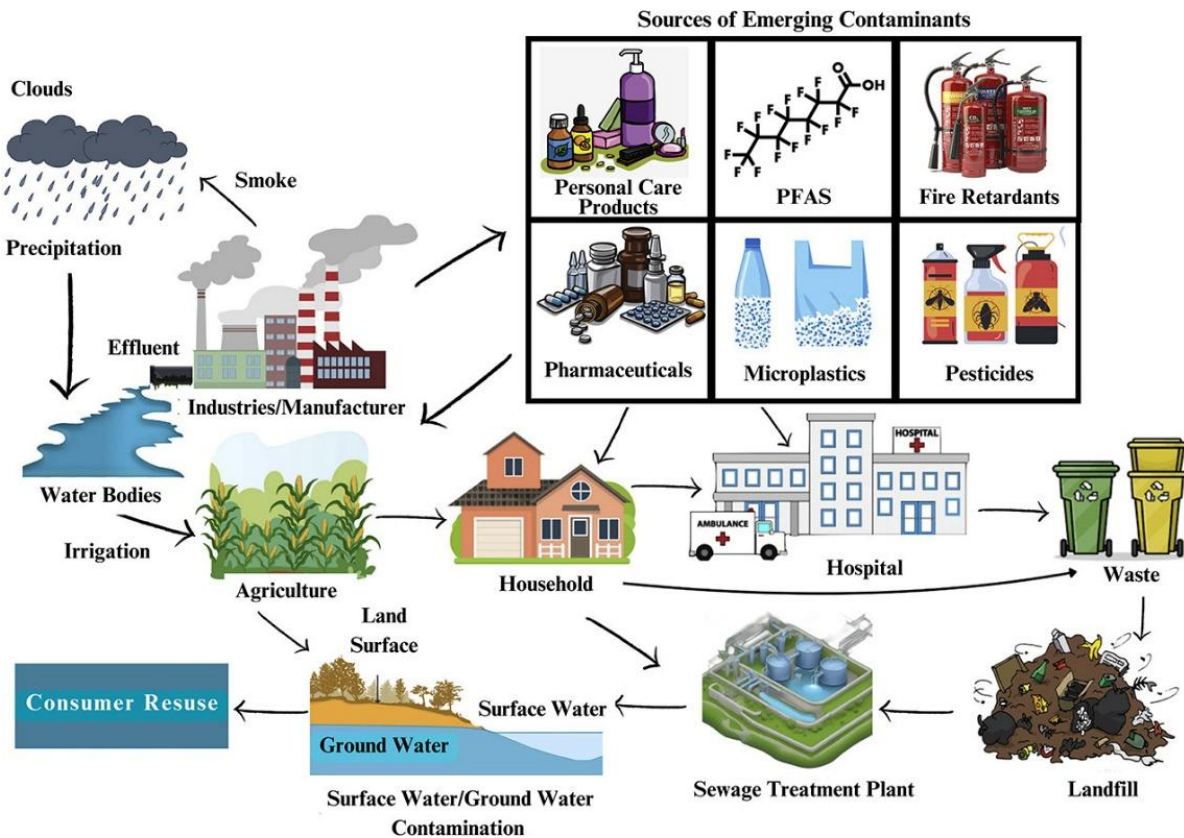 Sources of Emerging Contaminants
Clouds
Smoke
Precipitation
Effluent
Industries/Manufacturer
Water Bodies
Irrigation
O
OH
F F F F F F F
F F F F F F F F
Personal Care
Products
PFAS
Fire Retardants
Pharmaceuticals
Microplastics
Pesticides
Agriculture
Household
HOSPITAL
AMBULANCE
Hospital
Waste
Land
Surface
Consumer Resuse
Surface Water
Ground Water
Surface Water/Ground Water
Contamination
Sewage Treatment Plant
Landfill